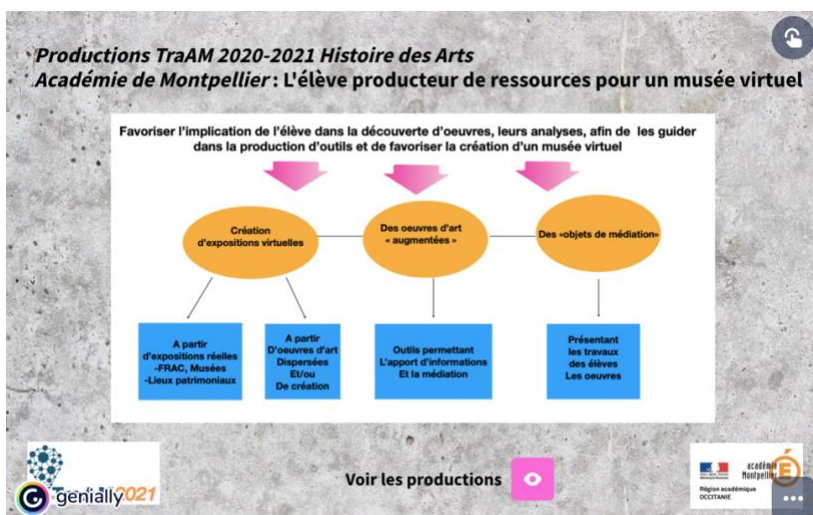 Productions TraAM 2020-2021 Histoire des Arts
Académie de Montpellier : L'élève producteur de ressources pour un musée virtuel
Favoriser l'implication de l'élève dans la découverte d'oeuvres, leurs analyses, afin de les guider
dans la production d'outils et de favoriser la création d'un musée virtuel
Création
d'expositions virtuelles
Des oeuvres d'art
« augmentées »
Des «objets de médiation»
A partir
d'expositions réelles
-FRAC, Musées
-Lieux patrimoniaux
A partir
D'oeuvres d'art
Dispersées
Et/ou
De création
Outils permettant
L'apport d'informations
Et la médiation
Présentant
les travaux
des élèves
Les oeuvres
Voir les productions
genially
2021
académie
Montpellier
Région académique
OCCITANIE